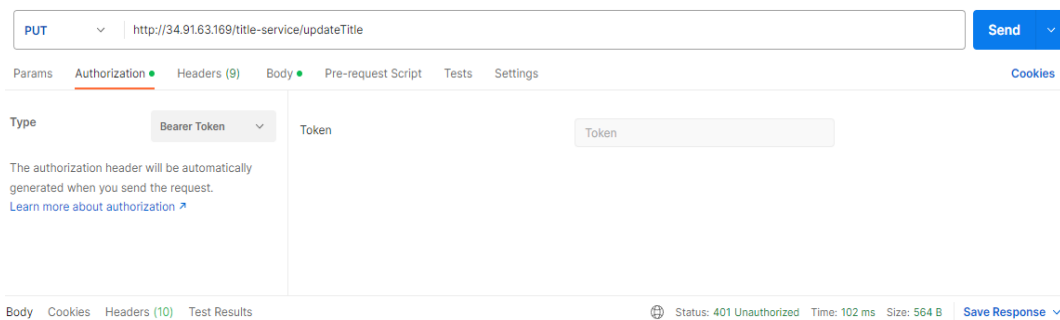 PUT http://34.91.63.169/title-service/updateTitle Send
Params Authorization Headers (9) Body Pre-request Script Tests Settings Cookies
Type Bearer Token Token Token
The authorization header will be automatically
generated when you send the request.
Learn more about authorization ↗
Body Cookies Headers (10) Test Results Status: 401 Unauthorized Time: 102 ms Size: 564 B Save Response